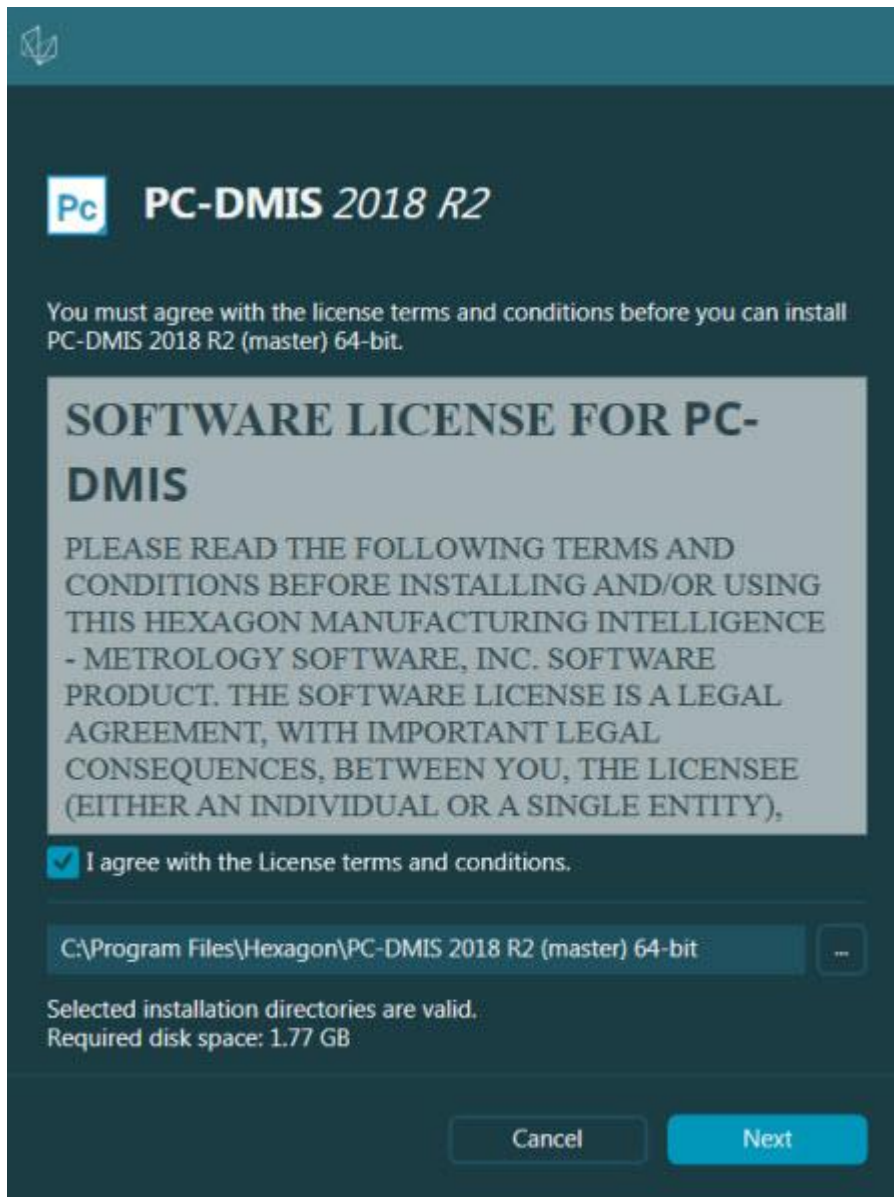 Pc
PC-DMIS 2018 R2
You must agree with the license terms and conditions before you can install
PC-DMIS 2018 R2 (master) 64-bit.
SOFTWARE LICENSE FOR PC-
DMIS
PLEASE READ THE FOLLOWING TERMS AND
CONDITIONS BEFORE INSTALLING AND/OR USING
THIS HEXAGON MANUFACTURING INTELLIGENCE
- METROLOGY SOFTWARE, INC. SOFTWARE
PRODUCT. THE SOFTWARE LICENSE IS A LEGAL
AGREEMENT, WITH IMPORTANT LEGAL
CONSEQUENCES, BETWEEN YOU, THE LICENSEE
(EITHER AN INDIVIDUAL OR A SINGLE ENTITY),
I agree with the License terms and conditions.
C:\Program Files\Hexagon\PC-DMIS 2018 R2 (master) 64-bit ...
Selected installation directories are valid.
Required disk space: 1.77 GB
Cancel Next